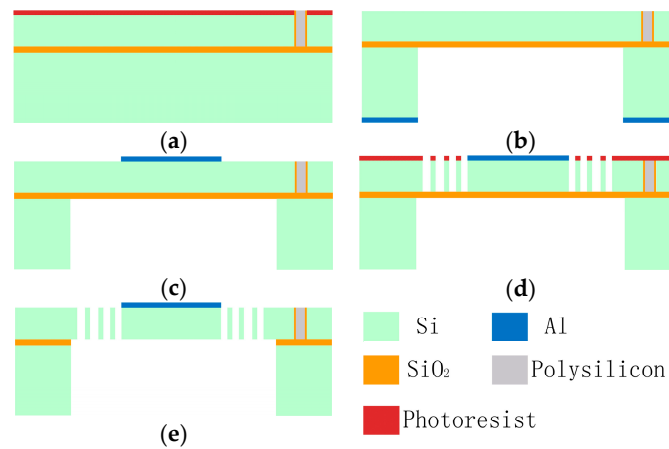 (a)
(b)
(c)
(d)
(e)
Si
Al
SiO₂
Polysilicon
Photoresist